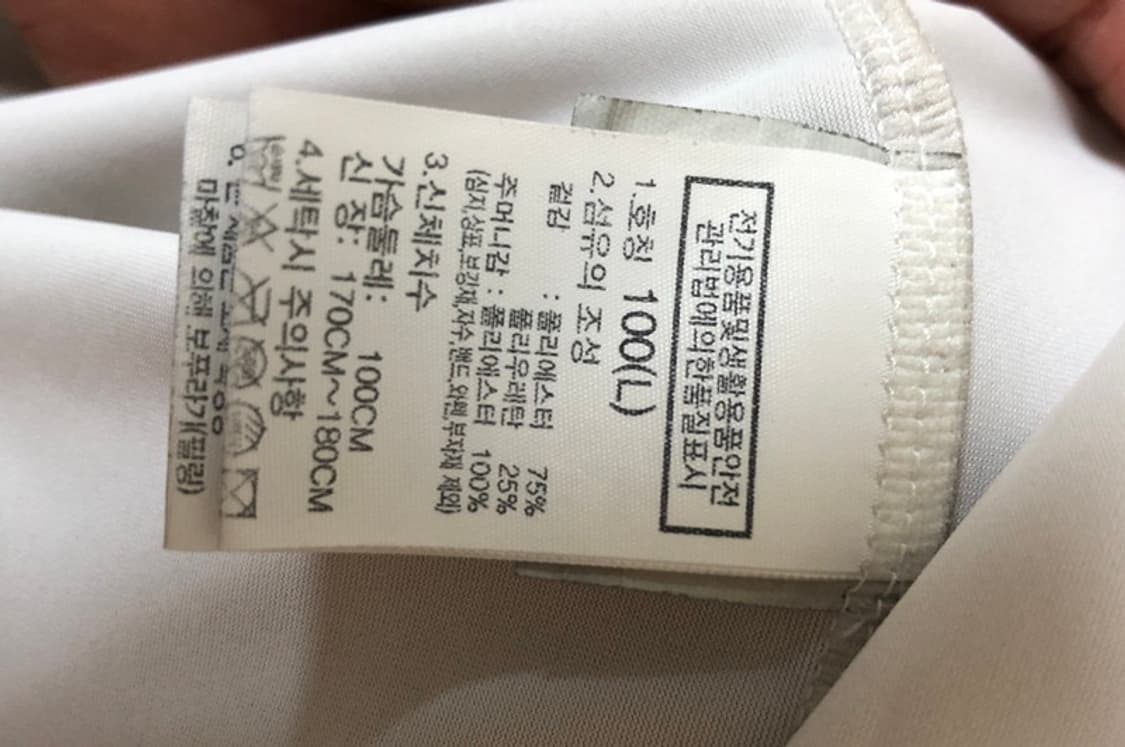 전기용품및생활용품안전
관리법에의한품질표시
1.호칭 100(L)
2.섬유의 조성
겉감 : 폴리에스터 75%
폴리우레탄 25%
주머니감 : 폴리에스터 100%
(심지,상표,보강재,자수,밴드,와펜,부자재 제외)
3.신체치수
가슴둘레: 100CM
신 장: 170CM~180CM
4.세탁시 주의사항
마찰에 의해 보푸라기(필링)